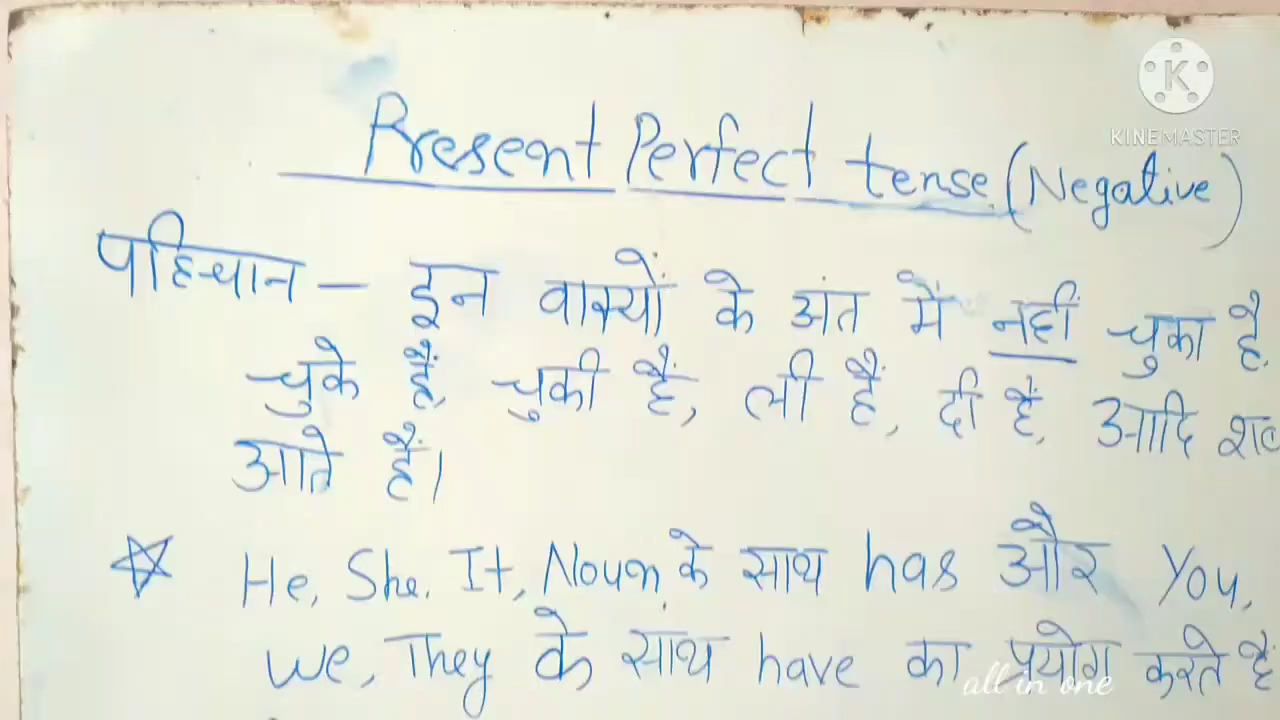 KINEMASTER
Present Perfect tense (Negative)
पहिचान - इन वाक्यों के अंत में नहीं चुका है,
चुके हैं, चुकी है, ली है, दी है, आदि
आते हैं।
He, She, It, Noun के साथ has और You,
We, They के साथ have का प्रयोग करते हैं
all in one